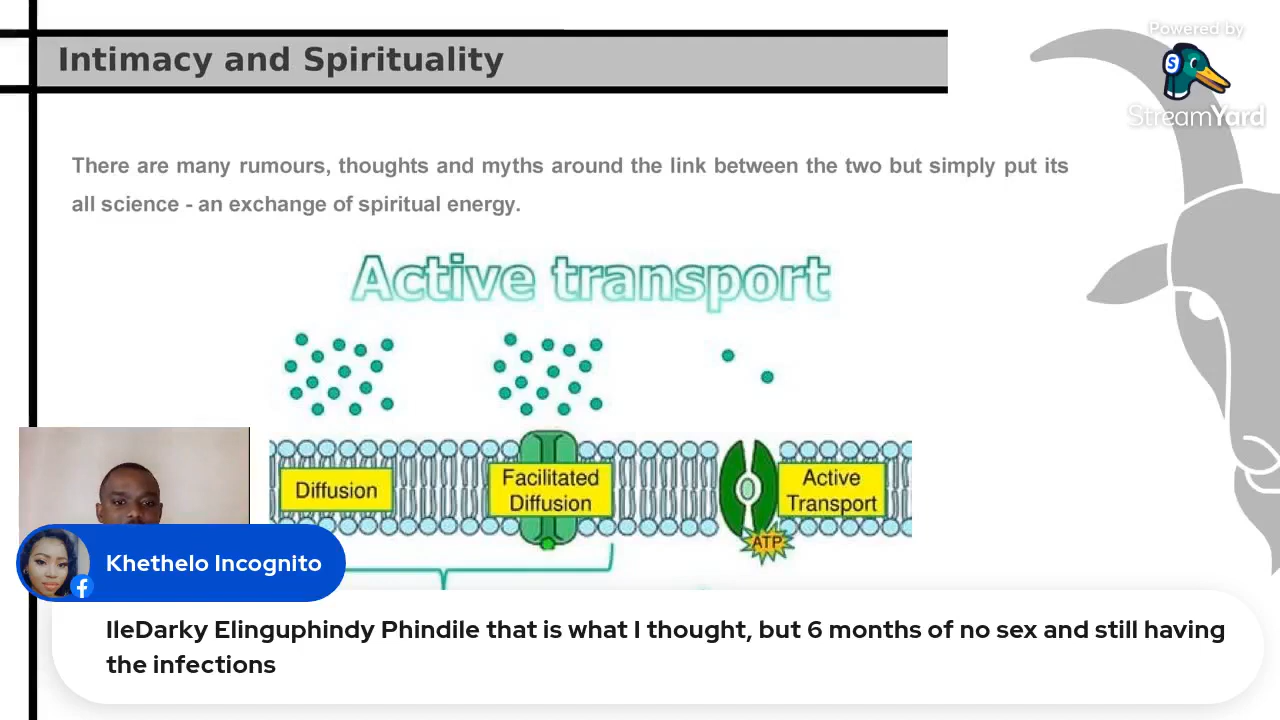 Intimacy and Spirituality
Powered by
StreamYard
There are many rumours, thoughts and myths around the link between the two but simply put its
all science - an exchange of spiritual energy.
Active transport
Diffusion
Facilitated
Diffusion
Active
Transport
ATP
Khethelo Incognito
IleDarky Elinguphindy Phindile that is what I thought, but 6 months of no sex and still having
the infections